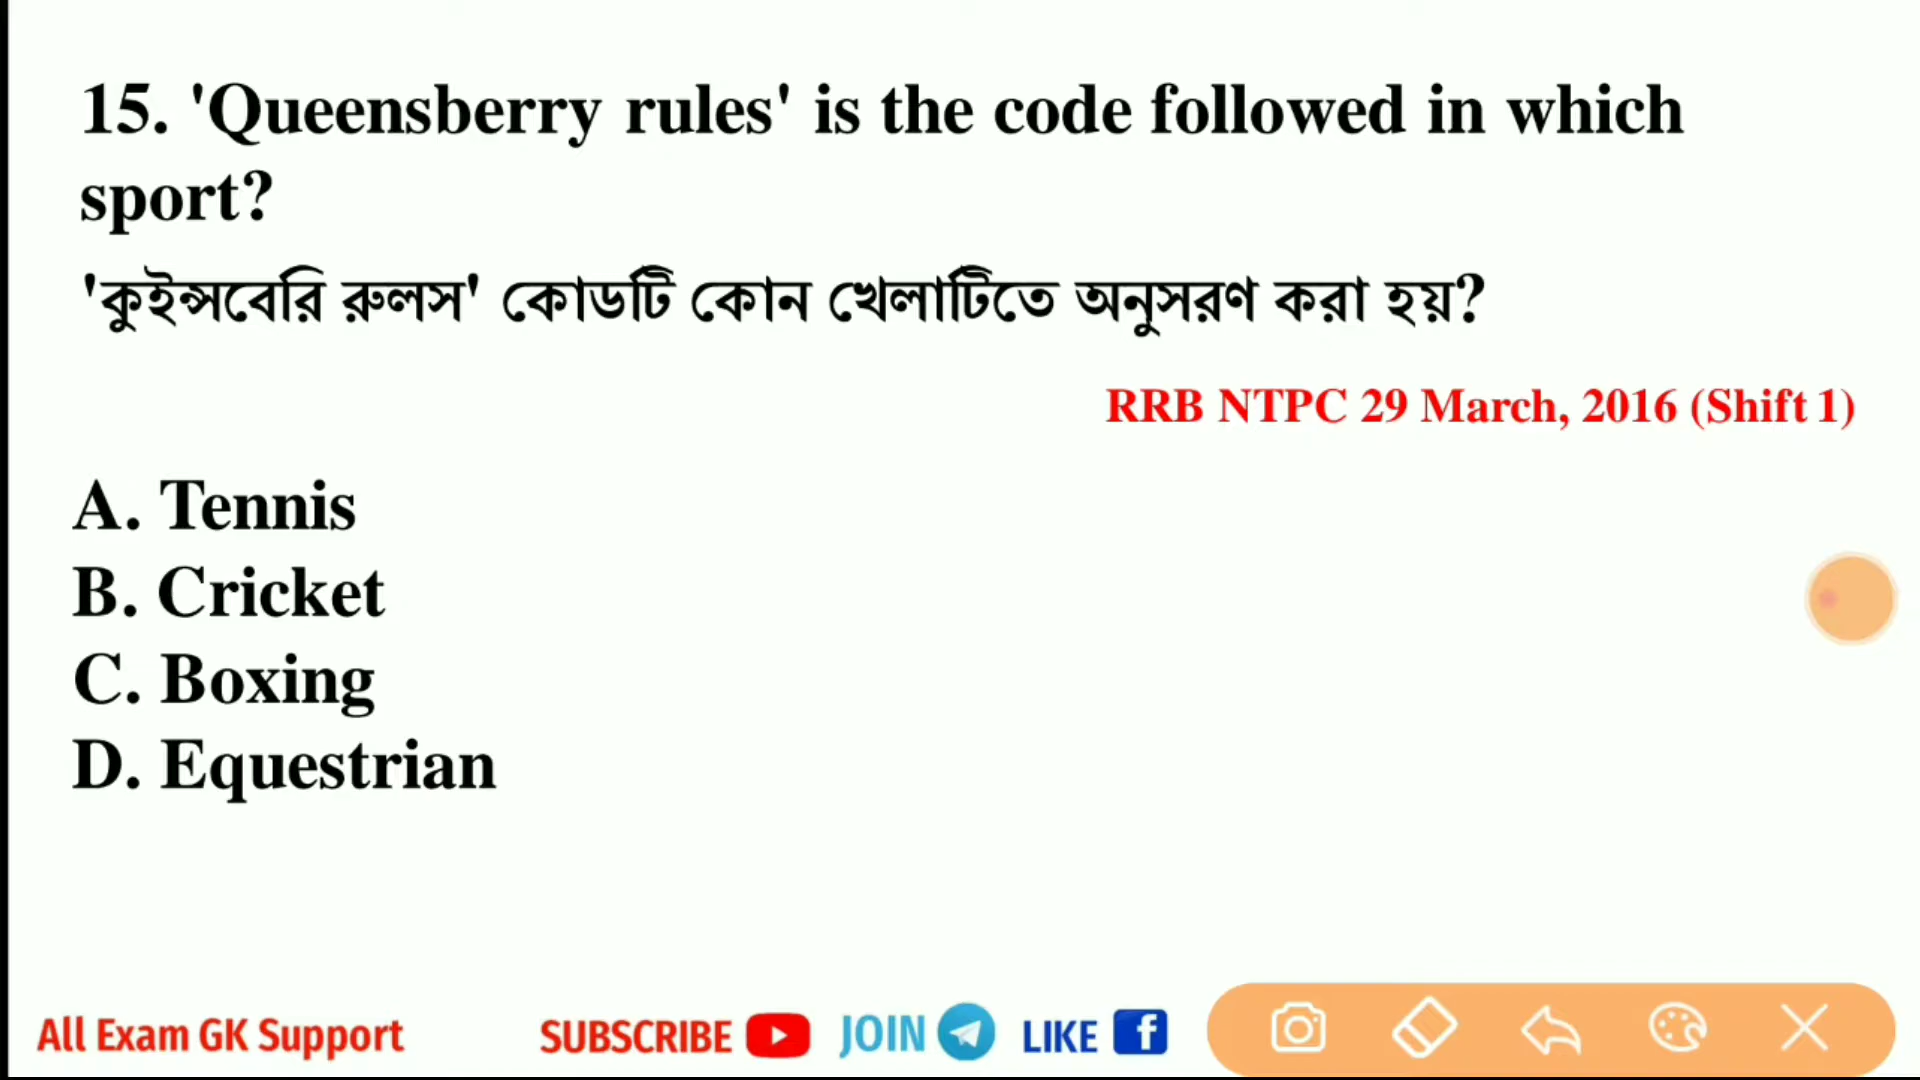 15. 'Queensberry rules' is the code followed in which
sport?
'কুইন্সবেরি রুলস' কোডটি কোন খেলাটিতে অনুসরণ করা হয়?
RRB NTPC 29 March, 2016 (Shift 1)
A. Tennis
B. Cricket
C. Boxing
D. Equestrian
All Exam GK Support SUBSCRIBE JOIN LIKE f